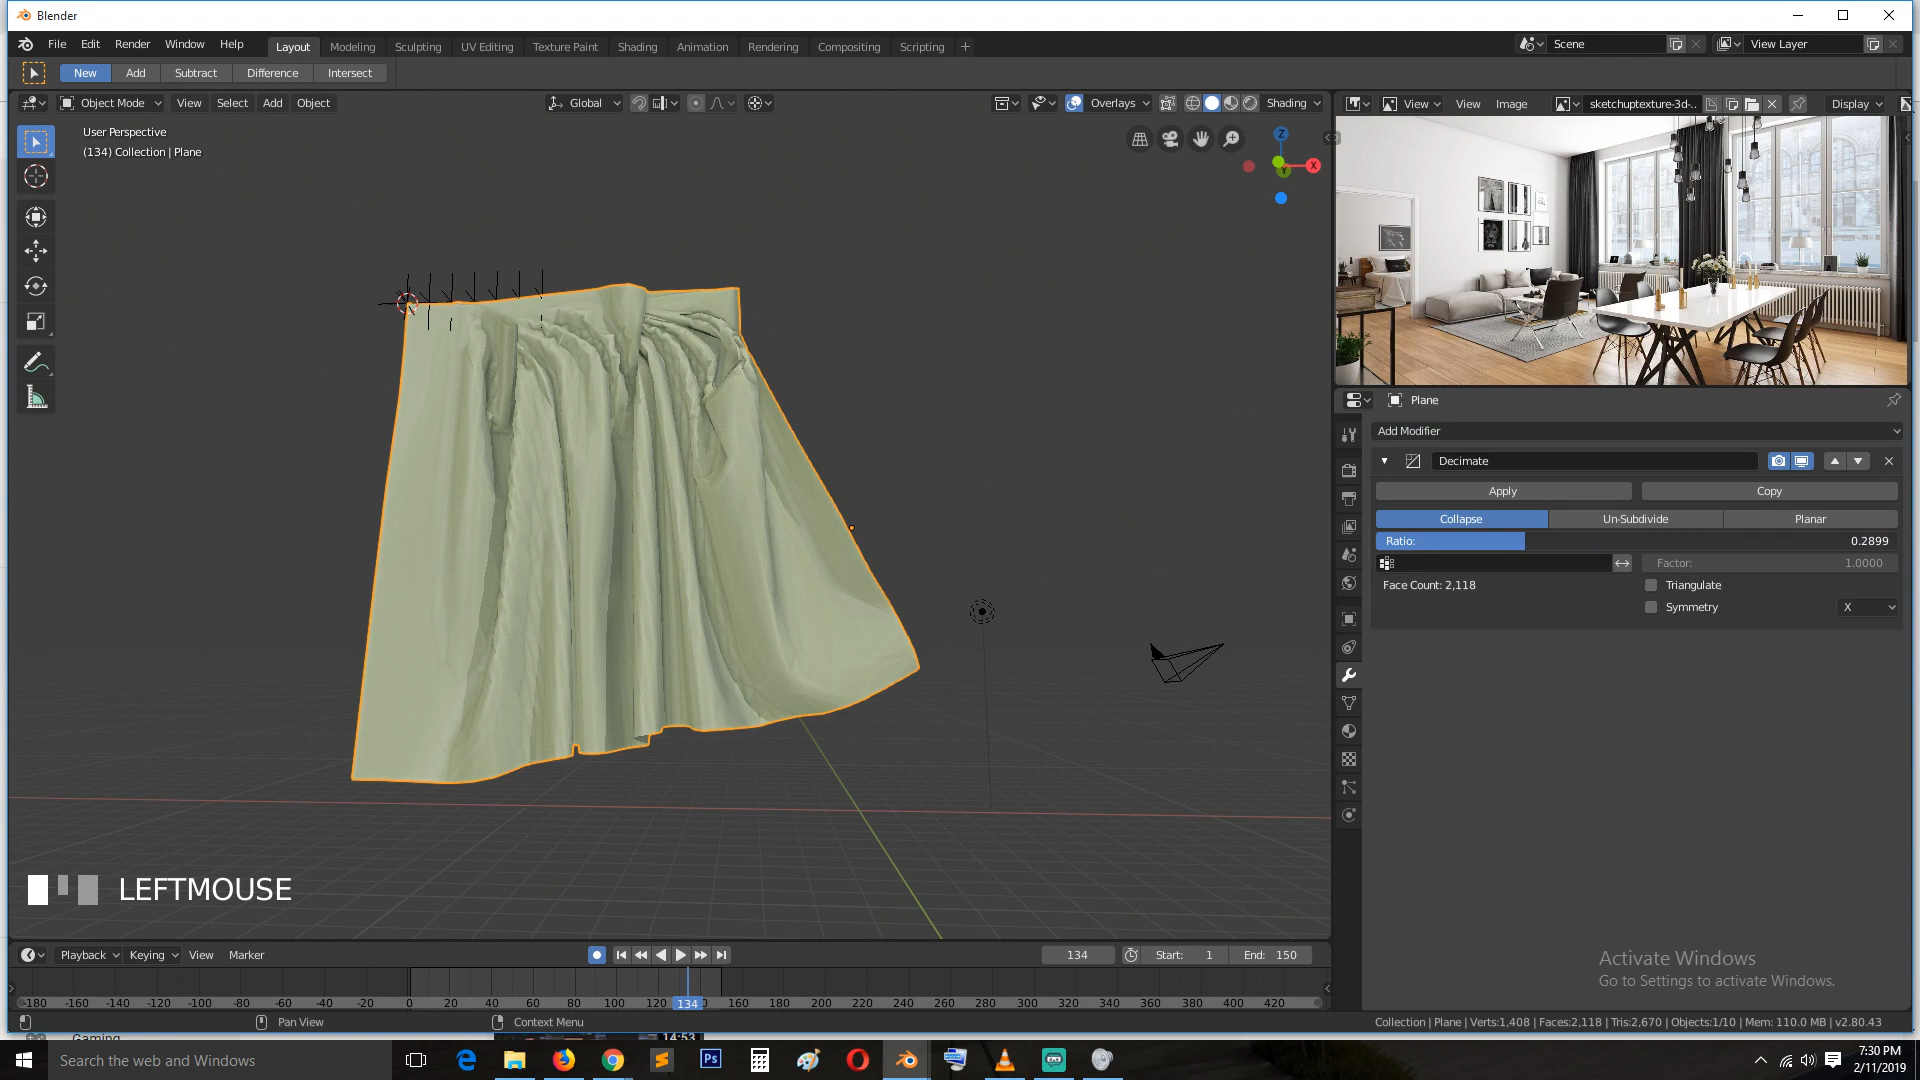 Blender
File Edit Render Window Help
Layout Modeling Sculpting UV Editing Texture Paint Shading Animation Rendering Compositing Scripting +
Scene
View Layer
New Add Subtract Difference Intersect
Object Mode View Select Add Object
Global
Overlays
Shading
View View Image
sketchuptexture-3d-..
Display
User Perspective
(134) Collection | Plane
Z
X
Y
Plane
Add Modifier
Decimate
Apply Copy
Collapse Un-Subdivide Planar
Ratio: 0.2899
Factor: 1.0000
Face Count: 2,118
Triangulate
Symmetry X
LEFTMOUSE
Activate Windows
Go to Settings to activate Windows.
Playback Keying View Marker
134 Start: 1 End: 150
-180 -160 -140 -120 -100 -80 -60 -40 -20 0 20 40 60 80 100 120 134 160 180 200 220 240 260 280 300 320 340 360 380 400 420
Pan View
Context Menu
Collection | Plane | Verts:1,408 | Faces:2,118 | Tris:2,670 | Objects:1/10 | Mem: 110.0 MB | v2.80.43
Gaming
14:53
Search the web and Windows
Ps
7:30 PM
2/11/2019